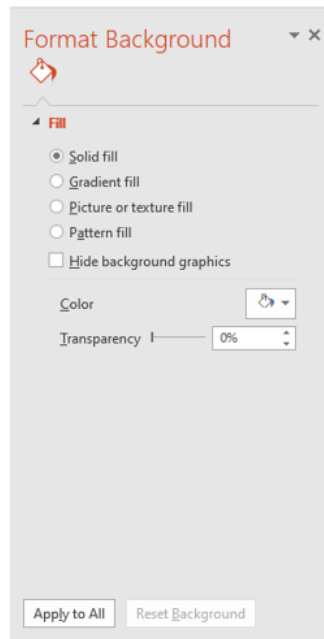 Format Background
Fill
Solid fill
Gradient fill
Picture or texture fill
Pattern fill
Hide background graphics
Color
Transparency 0%
Apply to All Reset Background